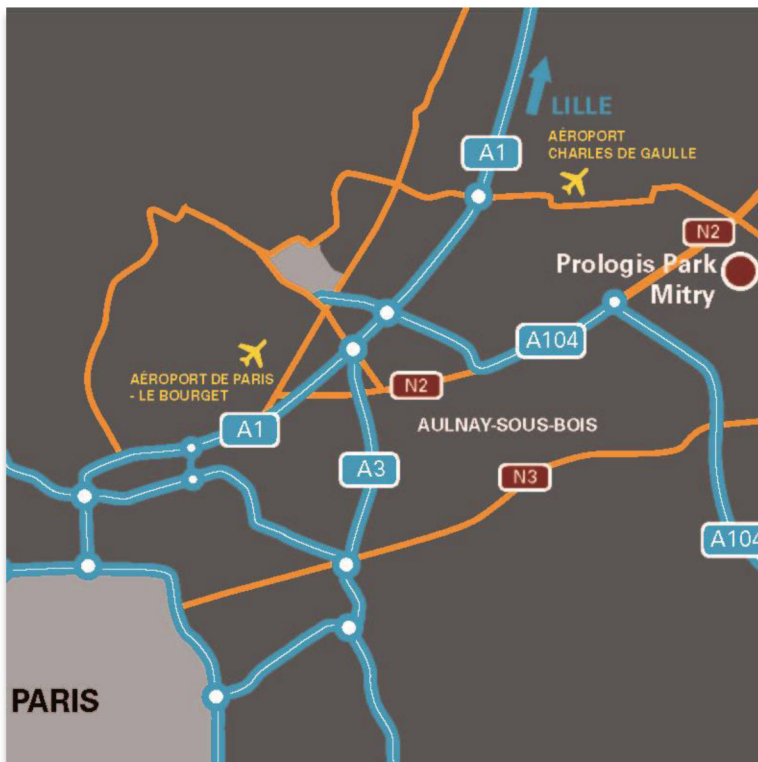 LILLE
AÉROPORT
CHARLES DE GAULLE
A1
N2
Prologis Park
Mitry
A104
AÉROPORT DE PARIS
- LE BOURGET
N2
A1
AULNAY-SOUS-BOIS
A3
N3
A104
PARIS